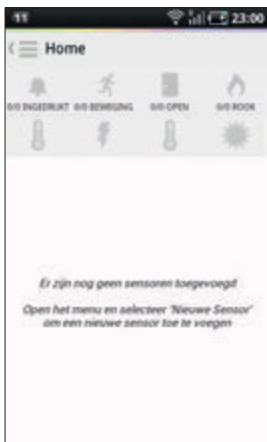 11 23:00
Home
0/0 INGEDRUKT 0/0 BEWEGING 0/0 OPEN 0/0 ROOK
Er zijn nog geen sensoren toegevoegd
Open het menu en selecteer 'Nieuwe Sensor'
om een nieuwe sensor toe te voegen